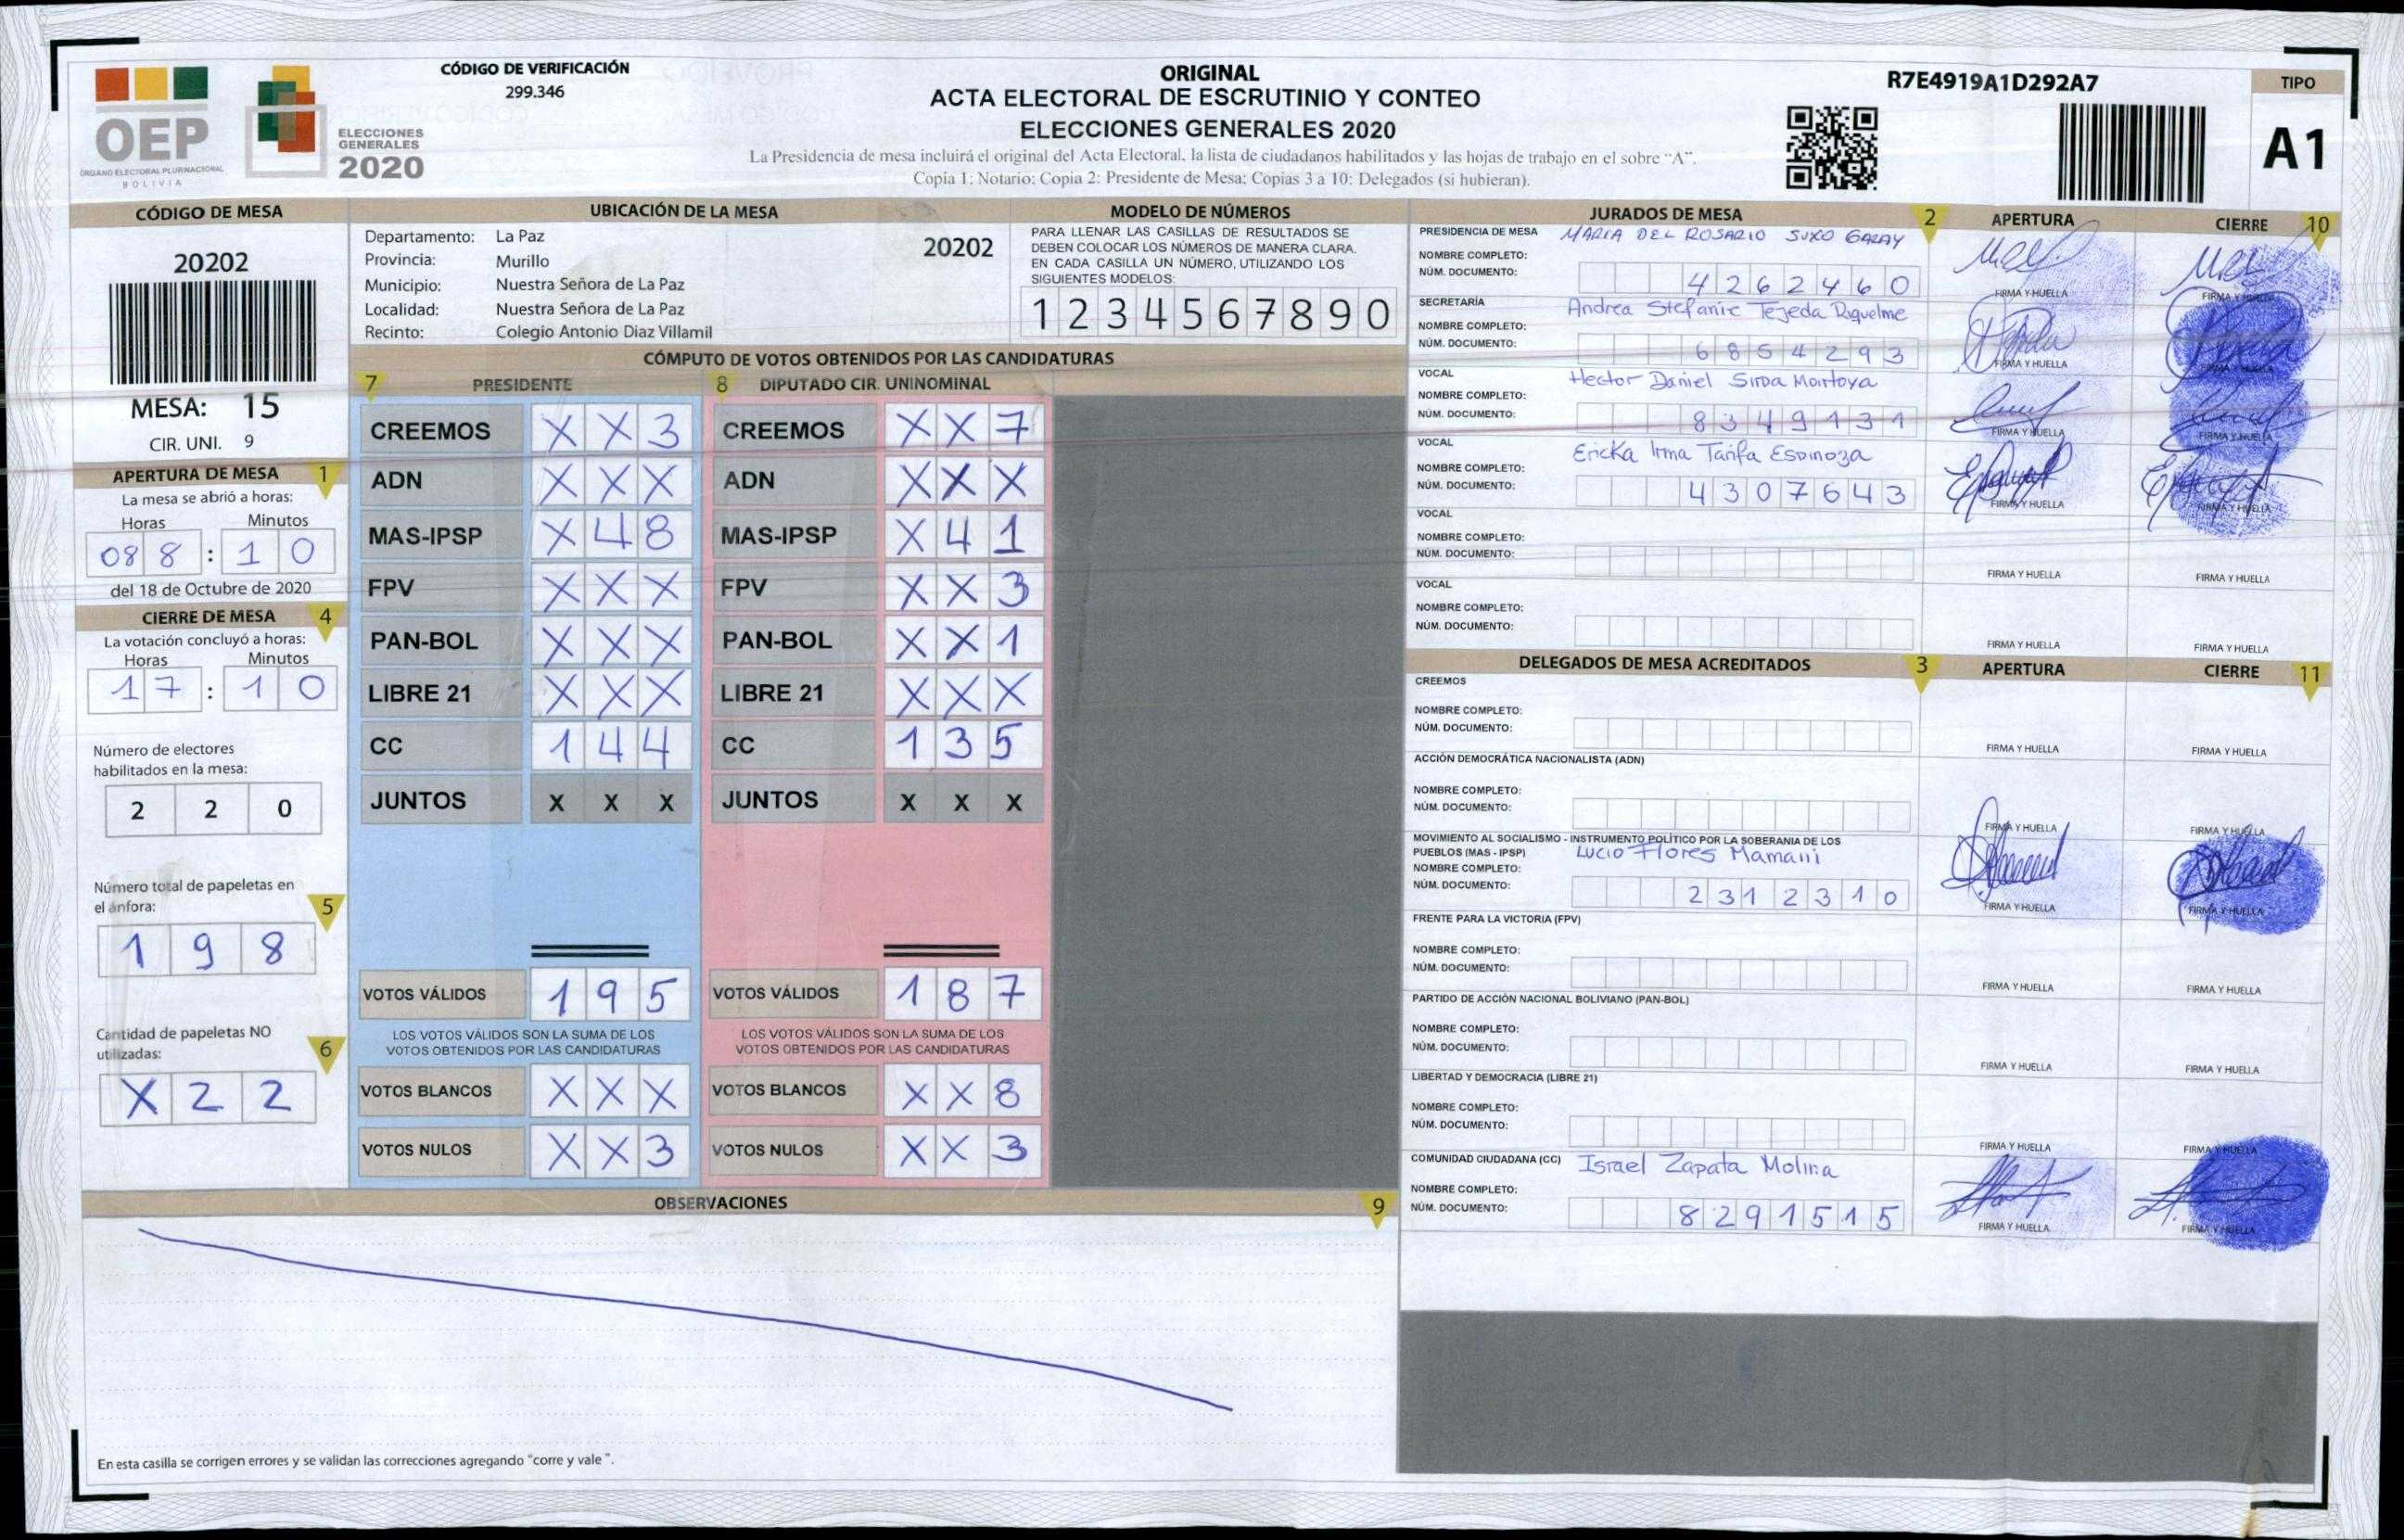 CÓDIGO DE VERIFICACIÓN
299.346
OEP
ÓRGANO ELECTORAL PLURINACIONAL
BOLIVIA
ELECCIONES
GENERALES
2020
ORIGINAL
ACTA ELECTORAL DE ESCRUTINIO Y CONTEO
ELECCIONES GENERALES 2020
La Presidencia de mesa incluirá el original del Acta Electoral, la lista de ciudadanos habilitados y las hojas de trabajo en el sobre "A".
Copia 1: Notario; Copia 2: Presidente de Mesa; Copias 3 a 10: Delegados (si hubieran).
R7E4919A1D292A7
TIPO
A1
CÓDIGO DE MESA
20202
MESA: 15
CIR. UNI. 9
APERTURA DE MESA 1
La mesa se abrió a horas:
Horas Minutos
08 8 : 1 0
del 18 de Octubre de 2020
CIERRE DE MESA 4
La votación concluyó a horas:
Horas Minutos
1 7 : 1 0
Número de electores
habilitados en la mesa:
2 2 0
Número total de papeletas en
el ánfora: 5
1 9 8
Cantidad de papeletas NO
utilizadas: 6
X 2 2
UBICACIÓN DE LA MESA
Departamento: La Paz
20202
Provincia: Murillo
Municipio: Nuestra Señora de La Paz
Localidad: Nuestra Señora de La Paz
Recinto: Colegio Antonio Diaz Villamil
MODELO DE NÚMEROS
PARA LLENAR LAS CASILLAS DE RESULTADOS SE
DEBEN COLOCAR LOS NÚMEROS DE MANERA CLARA.
EN CADA CASILLA UN NÚMERO, UTILIZANDO LOS
SIGUIENTES MODELOS:
1 2 3 4 5 6 7 8 9 0
CÓMPUTO DE VOTOS OBTENIDOS POR LAS CANDIDATURAS
7 PRESIDENTE 8 DIPUTADO CIR. UNINOMINAL
CREEMOS X X 3 CREEMOS X X 7
ADN X X X ADN X X X
MAS-IPSP X 4 8 MAS-IPSP X 4 1
FPV X X X FPV X X 3
PAN-BOL X X X PAN-BOL X X 1
LIBRE 21 X X X LIBRE 21 X X X
CC 1 4 4 CC 1 3 5
JUNTOS X X X JUNTOS X X X
VOTOS VÁLIDOS 1 9 5 VOTOS VÁLIDOS 1 8 7
LOS VOTOS VÁLIDOS SON LA SUMA DE LOS LOS VOTOS VÁLIDOS SON LA SUMA DE LOS
VOTOS OBTENIDOS POR LAS CANDIDATURAS VOTOS OBTENIDOS POR LAS CANDIDATURAS
VOTOS BLANCOS X X X VOTOS BLANCOS X X 8
VOTOS NULOS X X 3 VOTOS NULOS X X 3
OBSERVACIONES 9
En esta casilla se corrigen errores y se validan las correcciones agregando "corre y vale".
JURADOS DE MESA 2 APERTURA CIERRE 10
PRESIDENCIA DE MESA MARIA DEL ROSARIO SUXO GARAY
NOMBRE COMPLETO:
NÚM. DOCUMENTO: 4 2 6 2 4 6 0
FIRMA Y HUELLA FIRMA Y HUELLA
SECRETARÍA Andrea Stefanie Tejeda Riquelme
NOMBRE COMPLETO:
NÚM. DOCUMENTO: 6 8 5 4 2 9 3
FIRMA Y HUELLA FIRMA Y HUELLA
VOCAL Hector Daniel Sirpa Montoya
NOMBRE COMPLETO:
NÚM. DOCUMENTO: 8 3 4 9 1 3 1
FIRMA Y HUELLA FIRMA Y HUELLA
VOCAL Ericka Irma Tarifa Espinoza
NOMBRE COMPLETO:
NÚM. DOCUMENTO: 4 3 0 7 6 4 3
FIRMA Y HUELLA FIRMA Y HUELLA
VOCAL
NOMBRE COMPLETO:
NÚM. DOCUMENTO:
FIRMA Y HUELLA FIRMA Y HUELLA
VOCAL
NOMBRE COMPLETO:
NÚM. DOCUMENTO:
FIRMA Y HUELLA FIRMA Y HUELLA
DELEGADOS DE MESA ACREDITADOS 3 APERTURA CIERRE 11
CREEMOS
NOMBRE COMPLETO:
NÚM. DOCUMENTO:
FIRMA Y HUELLA FIRMA Y HUELLA
ACCIÓN DEMOCRÁTICA NACIONALISTA (ADN)
NOMBRE COMPLETO:
NÚM. DOCUMENTO:
FIRMA Y HUELLA FIRMA Y HUELLA
MOVIMIENTO AL SOCIALISMO - INSTRUMENTO POLÍTICO POR LA SOBERANIA DE LOS
PUEBLOS (MAS - IPSP) Lucio Flores Mamani
NOMBRE COMPLETO:
NÚM. DOCUMENTO: 2 3 1 2 3 1 0
FIRMA Y HUELLA FIRMA Y HUELLA
FRENTE PARA LA VICTORIA (FPV)
NOMBRE COMPLETO:
NÚM. DOCUMENTO:
FIRMA Y HUELLA FIRMA Y HUELLA
PARTIDO DE ACCIÓN NACIONAL BOLIVIANO (PAN-BOL)
NOMBRE COMPLETO:
NÚM. DOCUMENTO:
FIRMA Y HUELLA FIRMA Y HUELLA
LIBERTAD Y DEMOCRACIA (LIBRE 21)
NOMBRE COMPLETO:
NÚM. DOCUMENTO:
FIRMA Y HUELLA FIRMA Y HUELLA
COMUNIDAD CIUDADANA (CC) Israel Zapata Molina
NOMBRE COMPLETO:
NÚM. DOCUMENTO: 8 2 9 1 5 1 5
FIRMA Y HUELLA FIRMA Y HUELLA